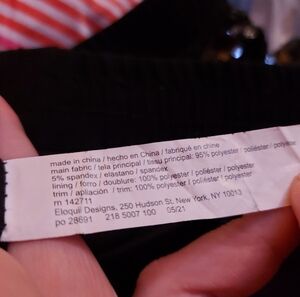 made in china / hecho en China / fabriqué en chine
main fabric / tela principal / tissu principal: 95% polyester / poliéster / polyester
5% spandex / elastano / spandex
lining / forro / doublure: 100% polyester / poliéster / polyester
trim / apliación / trim: 100% polyester / poliéster / polyester
rn 142711
Eloquii Designs, 250 Hudson St, New York, NY 10013
po 28691 218 5007 100 05/21